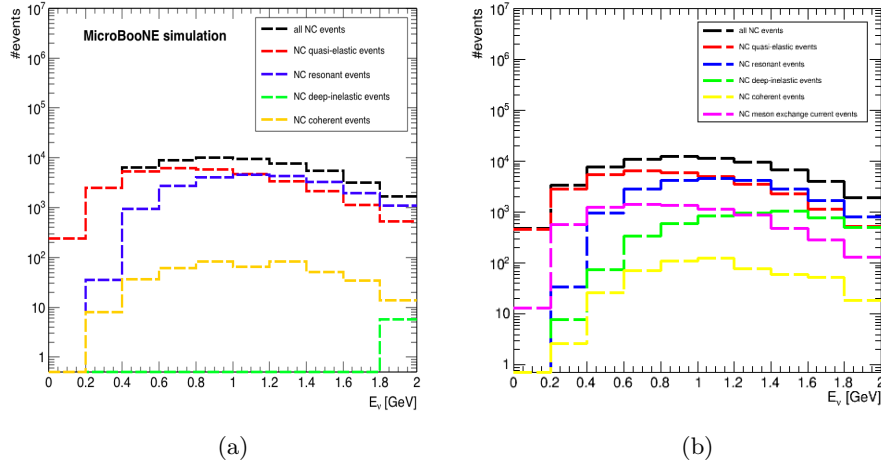 #events
10^7
10^6
10^5
10^4
10^3
10^2
10
1
MicroBooNE simulation
all NC events
NC quasi-elastic events
NC resonant events
NC deep-inelastic events
NC coherent events
0 0.2 0.4 0.6 0.8 1 1.2 1.4 1.6 1.8 2
E_ν [GeV]
(a)
#events
10^7
10^6
10^5
10^4
10^3
10^2
10
1
all NC events
NC quasi-elastic events
NC resonant events
NC deep-inelastic events
NC coherent events
NC meson exchange current events
0 0.2 0.4 0.6 0.8 1 1.2 1.4 1.6 1.8 2
E_ν [GeV]
(b)